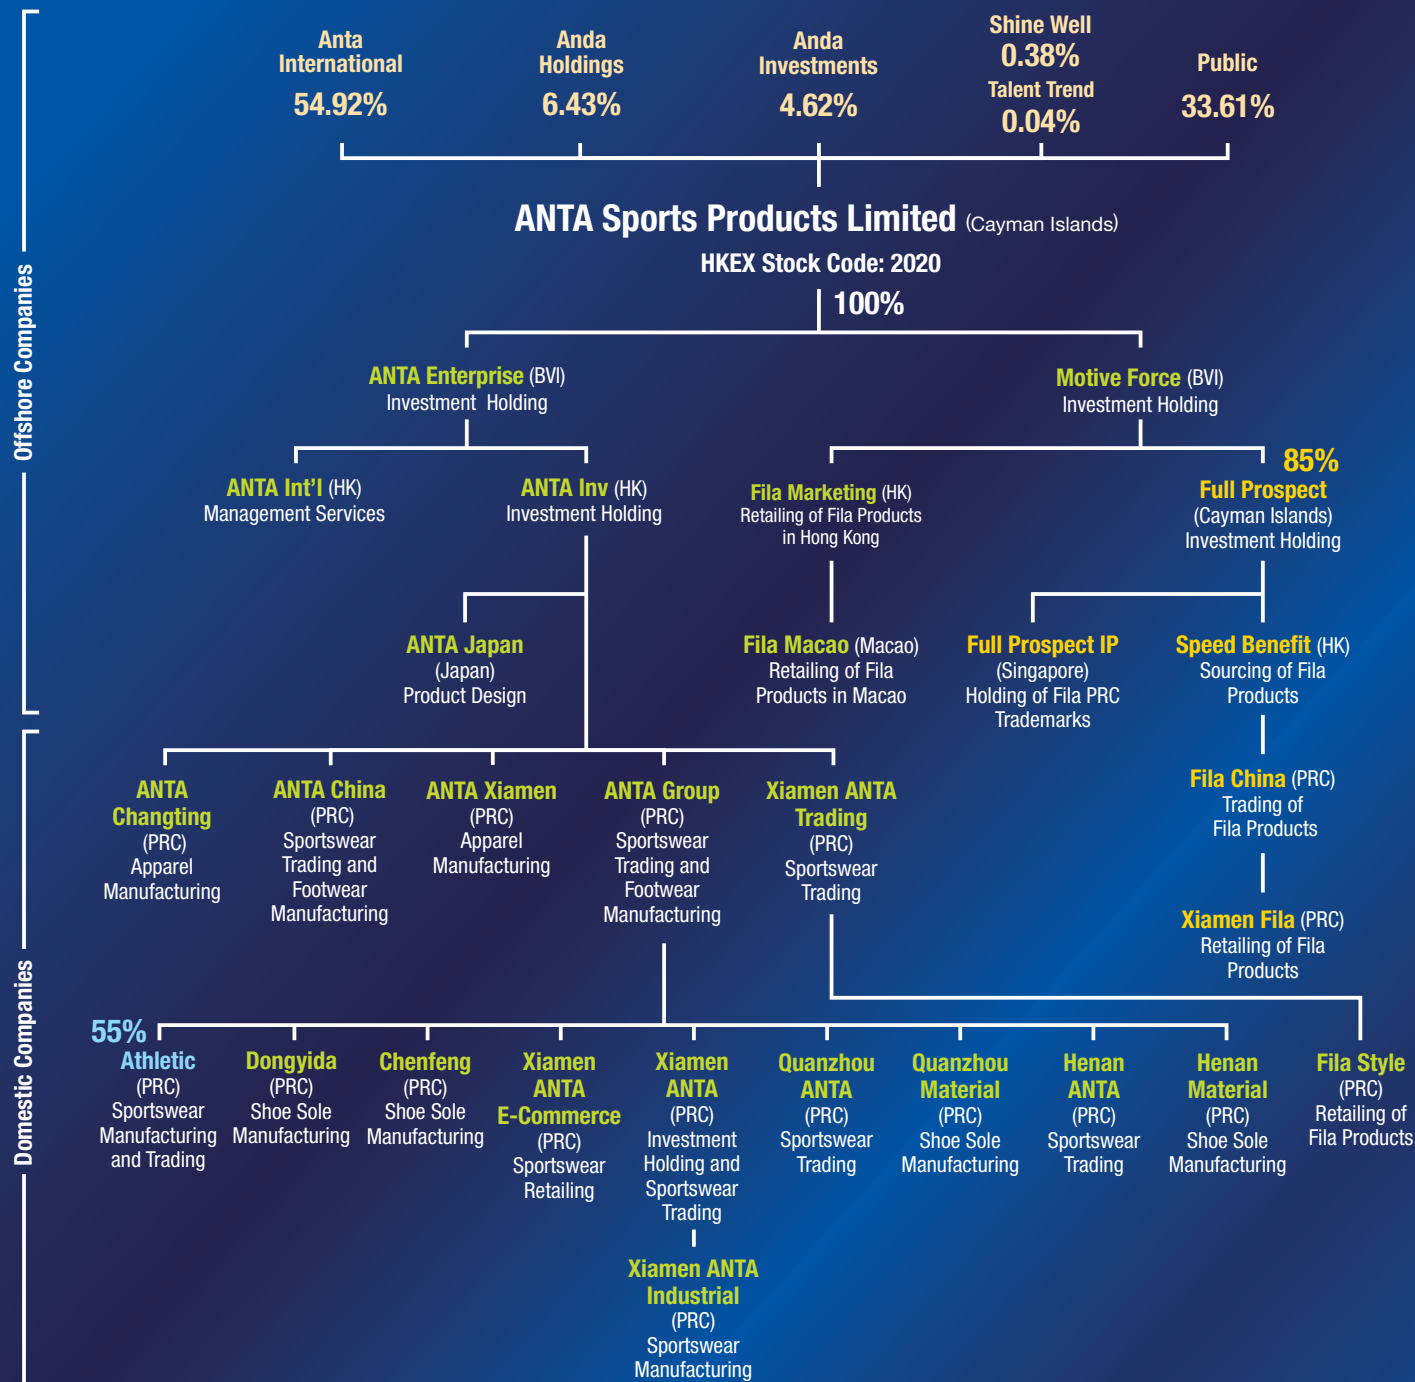 Anta
International
54.92%
Anda
Holdings
6.43%
Anda
Investments
4.62%
Shine Well
0.38%
Talent Trend
0.04%
Public
33.61%
ANTA Sports Products Limited (Cayman Islands)
HKEX Stock Code: 2020
100%
Offshore Companies
ANTA Enterprise (BVI)
Investment Holding
Motive Force (BVI)
Investment Holding
ANTA Int'l (HK)
Management Services
ANTA Inv (HK)
Investment Holding
Fila Marketing (HK)
Retailing of Fila Products
in Hong Kong
85%
Full Prospect
(Cayman Islands)
Investment Holding
ANTA Japan
(Japan)
Product Design
Fila Macao (Macao)
Retailing of Fila
Products in Macao
Full Prospect IP
(Singapore)
Holding of Fila PRC
Trademarks
Speed Benefit (HK)
Sourcing of Fila
Products
Domestic Companies
ANTA
Changting
(PRC)
Apparel
Manufacturing
ANTA China
(PRC)
Sportswear
Trading and
Footwear
Manufacturing
ANTA Xiamen
(PRC)
Apparel
Manufacturing
ANTA Group
(PRC)
Sportswear
Trading and
Footwear
Manufacturing
Xiamen ANTA
Trading
(PRC)
Sportswear
Trading
Fila China (PRC)
Trading of
Fila Products
Xiamen Fila (PRC)
Retailing of Fila
Products
55%
Athletic
(PRC)
Sportswear
Manufacturing
and Trading
Dongyida
(PRC)
Shoe Sole
Manufacturing
Chenfeng
(PRC)
Shoe Sole
Manufacturing
Xiamen
ANTA
E-Commerce
(PRC)
Sportswear
Retailing
Xiamen
ANTA
(PRC)
Investment
Holding and
Sportswear
Trading
Quanzhou
ANTA
(PRC)
Sportswear
Trading
Quanzhou
Material
(PRC)
Shoe Sole
Manufacturing
Henan
ANTA
(PRC)
Sportswear
Trading
Henan
Material
(PRC)
Shoe Sole
Manufacturing
Fila Style
(PRC)
Retailing of
Fila Products
Xiamen ANTA
Industrial
(PRC)
Sportswear
Manufacturing